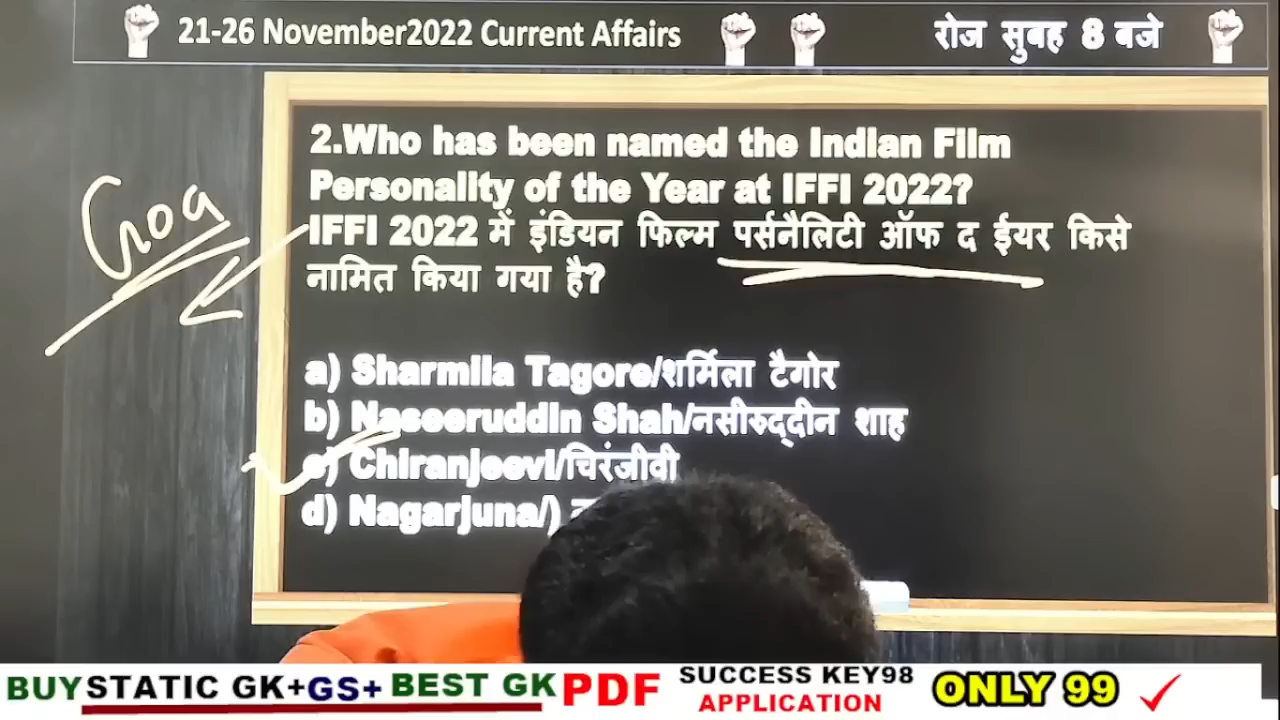 21-26 November2022 Current Affairs
रोज सुबह 8 बजे
2.Who has been named the Indian Film
Personality of the Year at IFFI 2022?
IFFI 2022 में इंडियन फिल्म पर्सनैलिटी ऑफ द ईयर किसे
नामित किया गया है?
Goa
a) Sharmila Tagore/शर्मिला टैगोर
b) Naseeruddin Shah/नसीरुद्दीन शाह
c) Chiranjeevi/चिरंजीवी
d) Nagarjuna/)
BUY STATIC GK+GS+ BEST GK PDF
SUCCESS KEY98
APPLICATION
ONLY 99